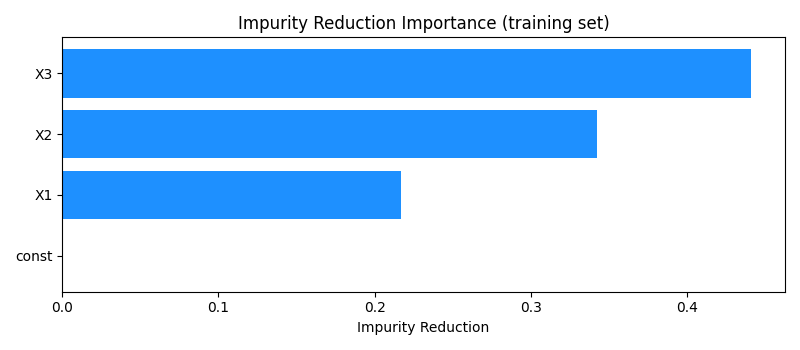 Impurity Reduction Importance (training set)
X3
X2
X1
const
0.0 0.1 0.2 0.3 0.4
Impurity Reduction